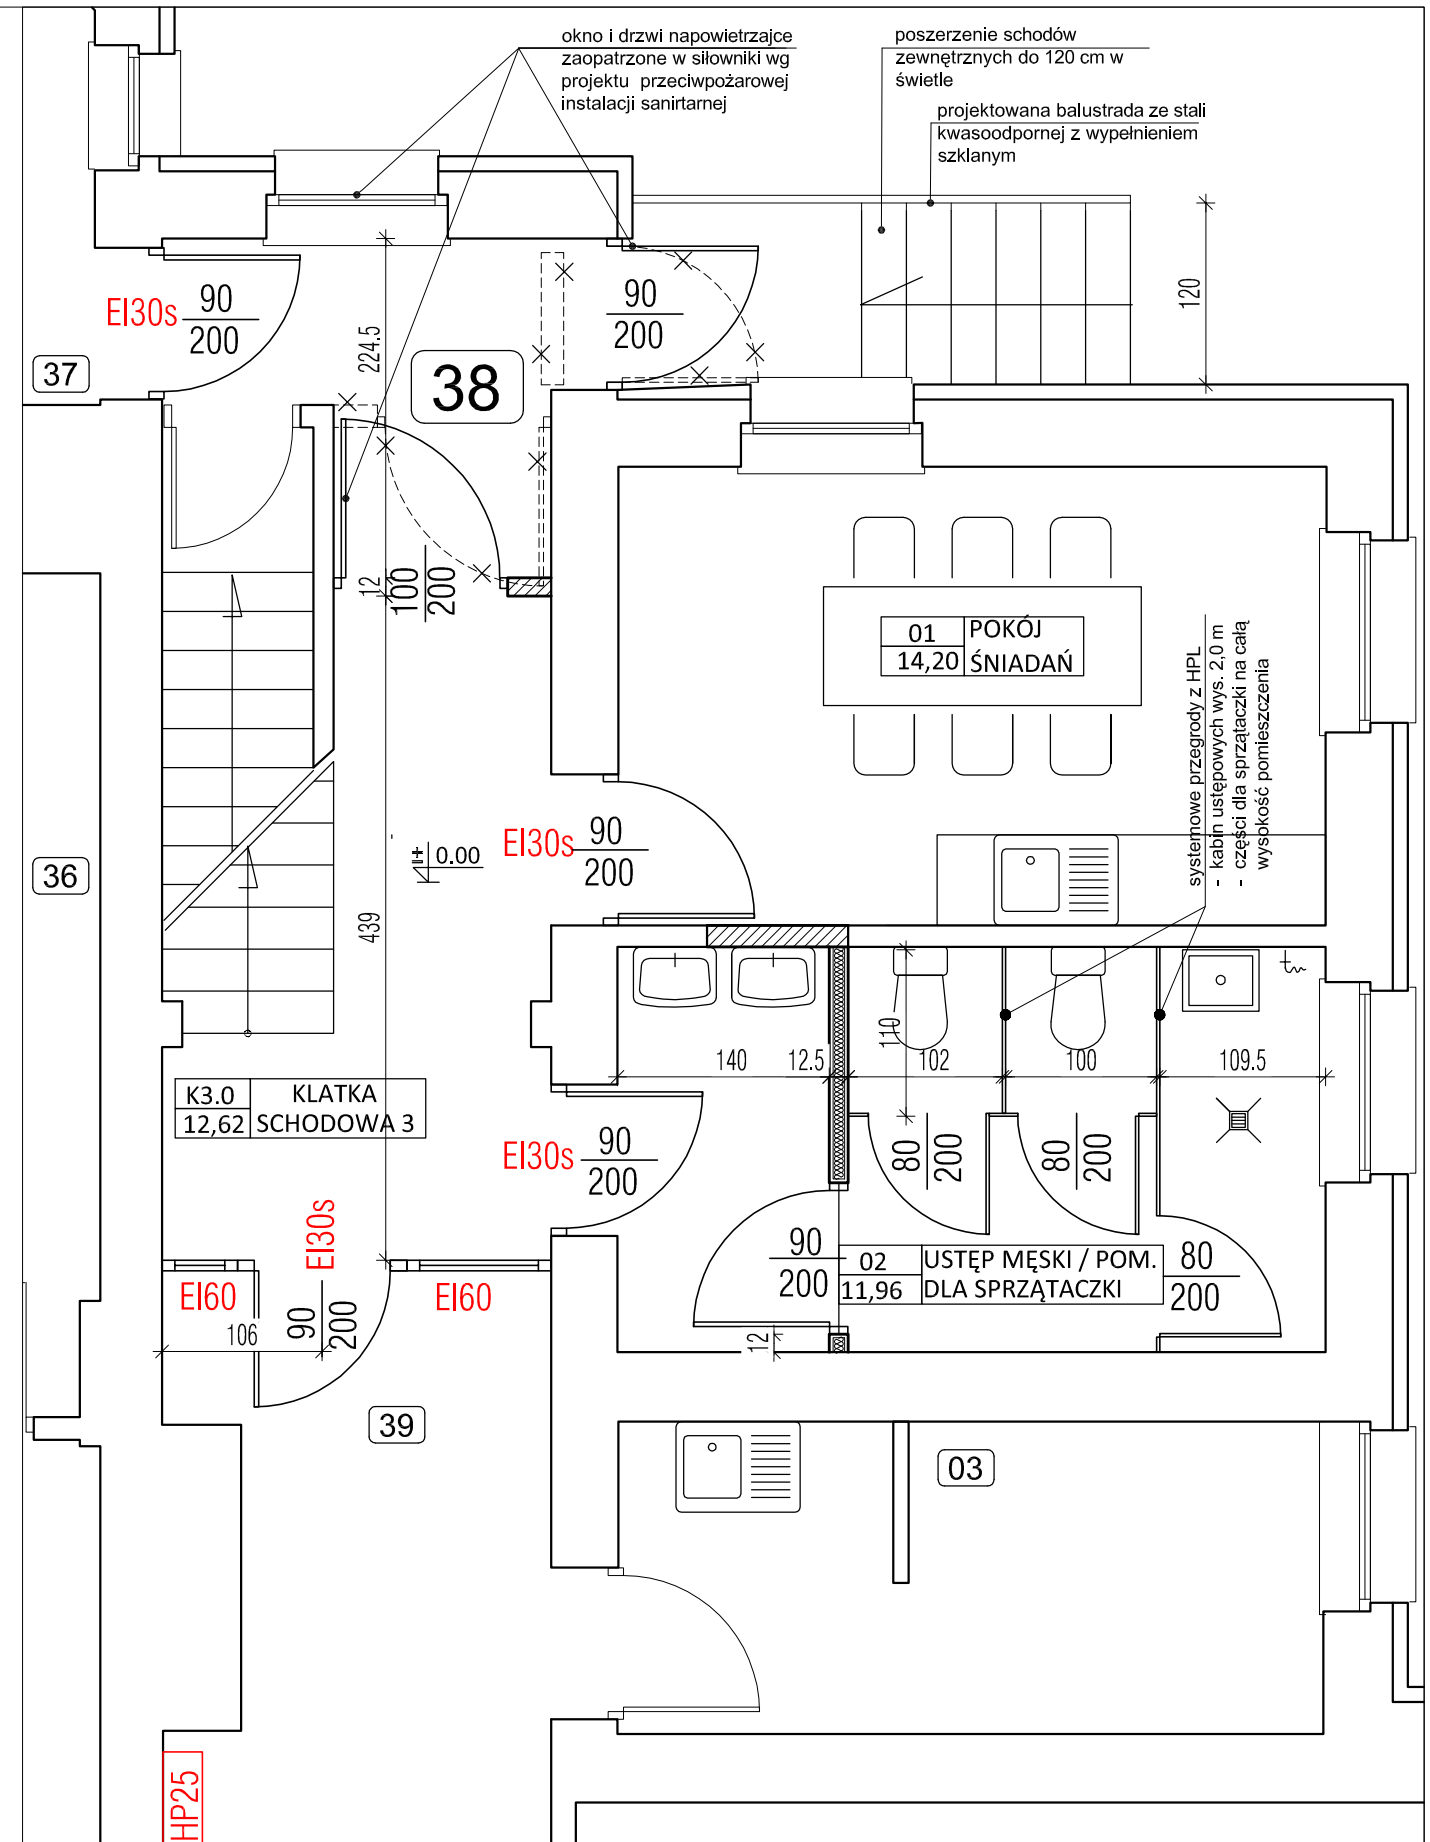 okno i drzwi napowietrzajce
zaopatrzone w siłowniki wg
projektu przeciwpożarowej
instalacji sanirtarnej
poszerzenie schodów
zewnętrznych do 120 cm w
świetle
projektowana balustrada ze stali
kwasoodpornej z wypełnieniem
szklanym
EI30s
90
200
37
224.5
38
90
200
120
12
100
200
01
14,20
POKÓJ
ŚNIADAŃ
systemowe przegrody z HPL
- kabin ustępowych wys. 2,0 m
- części dla sprzątaczki na całą
wysokość pomieszczenia
36
EI30s
90
200
± 0.00
439
110
140
12.5
102
100
109.5
K3.0
12,62
KLATKA
SCHODOWA 3
EI30s
90
200
80
200
80
200
EI30s
90
200
EI60
EI60
106
90
200
02
11,96
USTĘP MĘSKI / POM.
DLA SPRZĄTACZKI
80
200
12
39
03
HP25